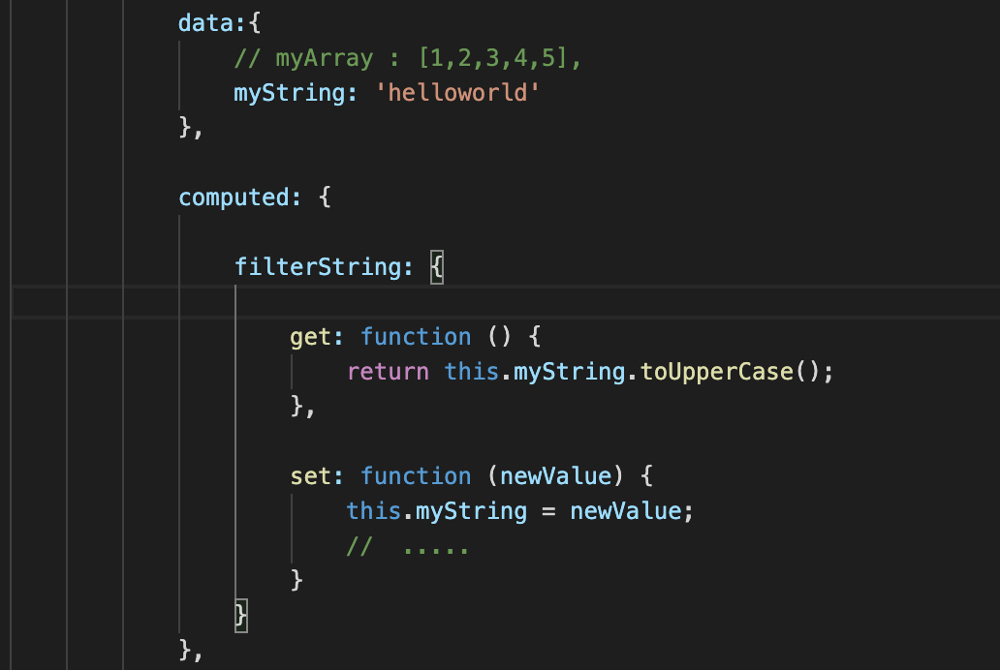 data:{
// myArray : [1,2,3,4,5],
myString: 'helloworld'
},
computed: {
filterString: {
get: function () {
return this.myString.toUpperCase();
},
set: function (newValue) {
this.myString = newValue;
//  .....
}
}
},